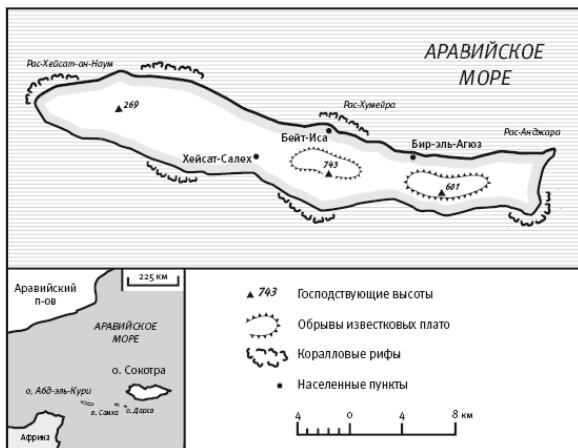 АРАВИЙСКОЕ
МОРЕ
Рас-Хейсат-ан-Наум
269
Рас-Хумейра
Рас-Анджара
Бейт-Иса
Бир-эль-Агюз
Хейсат-Салех
743
601
225 км
Аравийский
п-ов
АРАВИЙСКОЕ
МОРЕ
о. Сокотра
о. Абд-эль-Кури
о. Самха
о. Дарса
Африка
743 Господствующие высоты
Обрывы известковых плато
Коралловые рифы
Населенные пункты
4 0 4 8 км